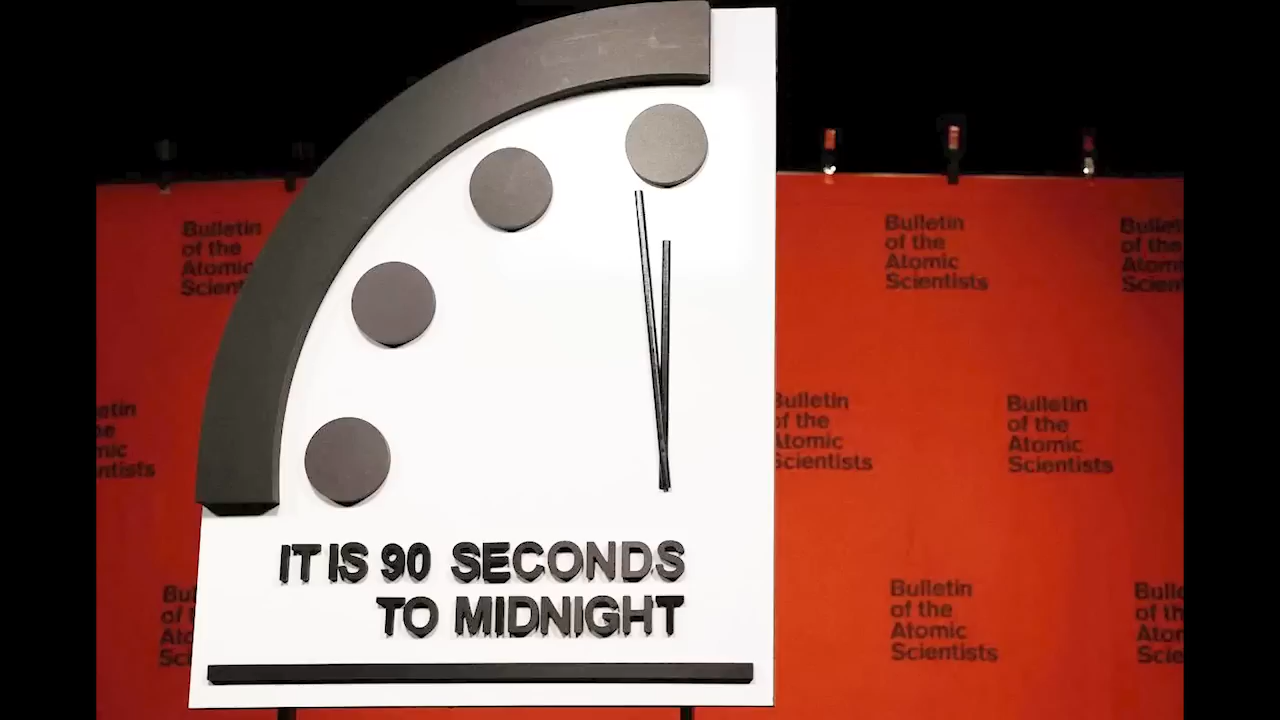 IT IS 90 SECONDS
TO MIDNIGHT
Bulletin
of the
Atomic
Scientists
Bulletin
of the
Atomic
Scientists
Bulletin
of the
Atomic
Scientists
Bulletin
of the
Atomic
Scientists